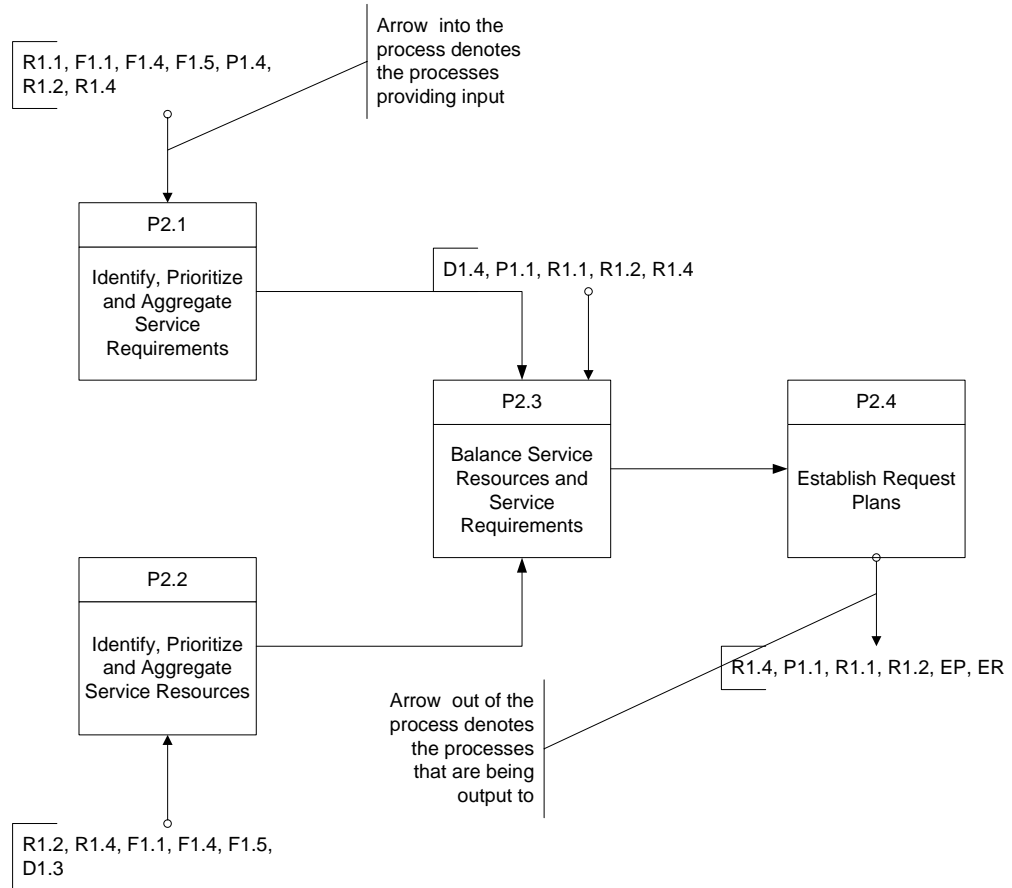 Arrow into the
process denotes
the processes
providing input
R1.1, F1.1, F1.4, F1.5, P1.4,
R1.2, R1.4
P2.1
Identify, Prioritize
and Aggregate
Service
Requirements
D1.4, P1.1, R1.1, R1.2, R1.4
P2.3
Balance Service
Resources and
Service
Requirements
P2.4
Establish Request
Plans
P2.2
Identify, Prioritize
and Aggregate
Service Resources
R1.4, P1.1, R1.1, R1.2, EP, ER
Arrow out of the
process denotes
the processes
that are being
output to
R1.2, R1.4, F1.1, F1.4, F1.5,
D1.3